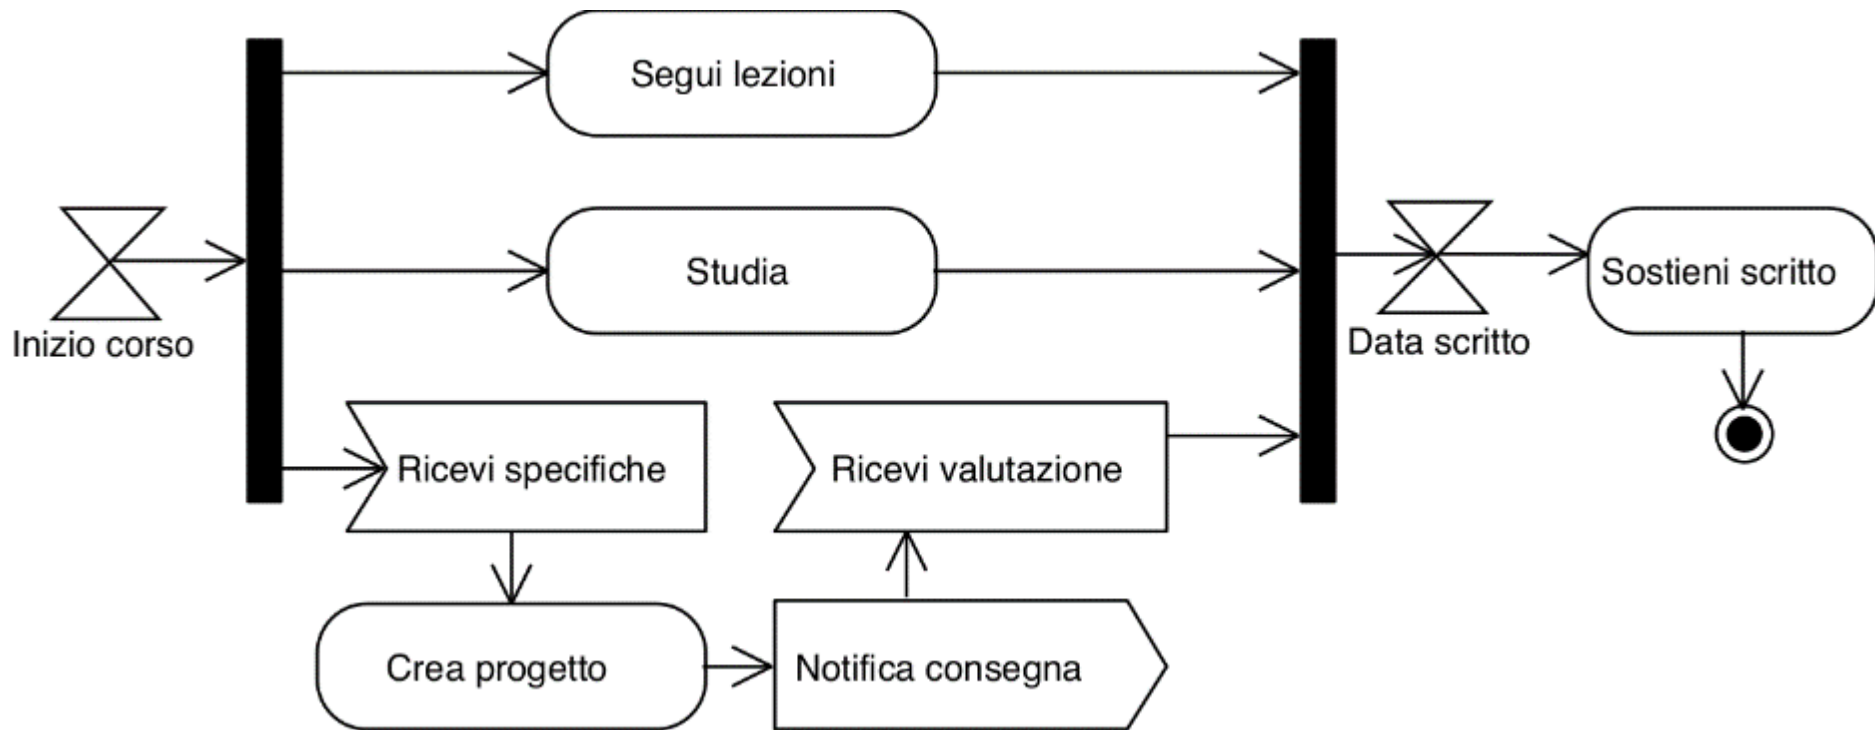 Segui lezioni
Studia
Inizio corso
Sostieni scritto
Data scritto
Ricevi specifiche
Ricevi valutazione
Crea progetto
Notifica consegna